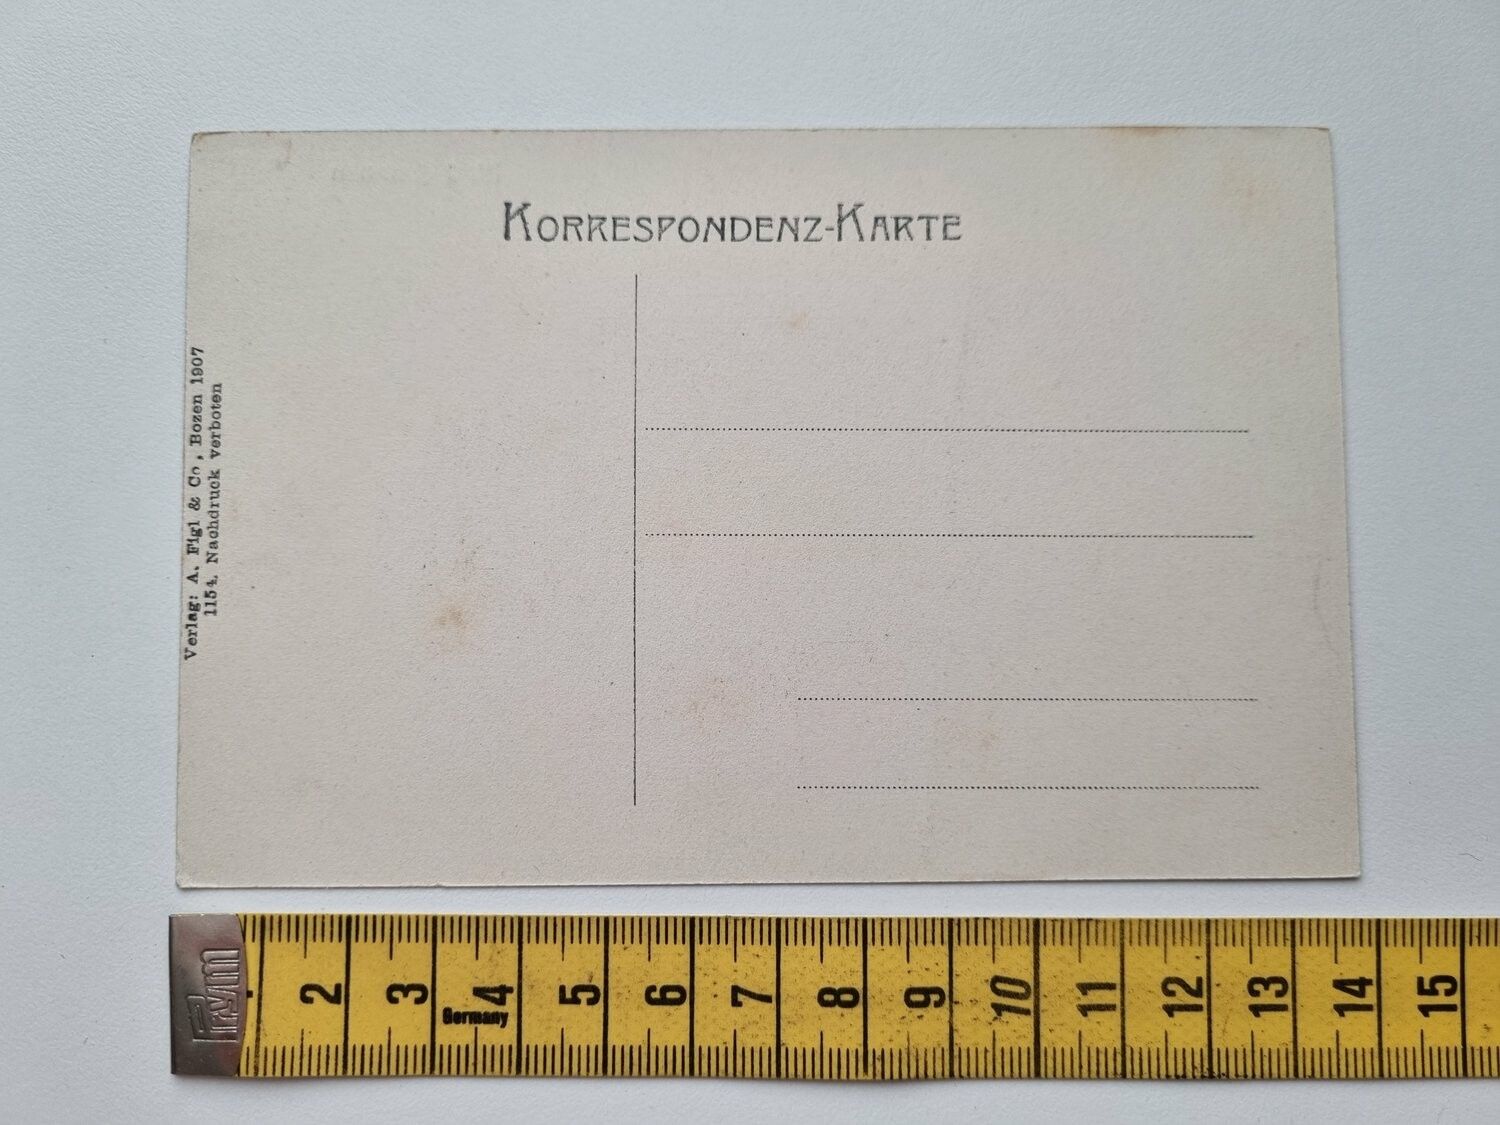 KORRESPONDENZ-KARTE
Verlag: A. Figl & Co, Bozen 1907
1154. Nachdruck verboten
Prym
2 3 4 5 6 7 8 9 10 11 12 13 14 15
Germany